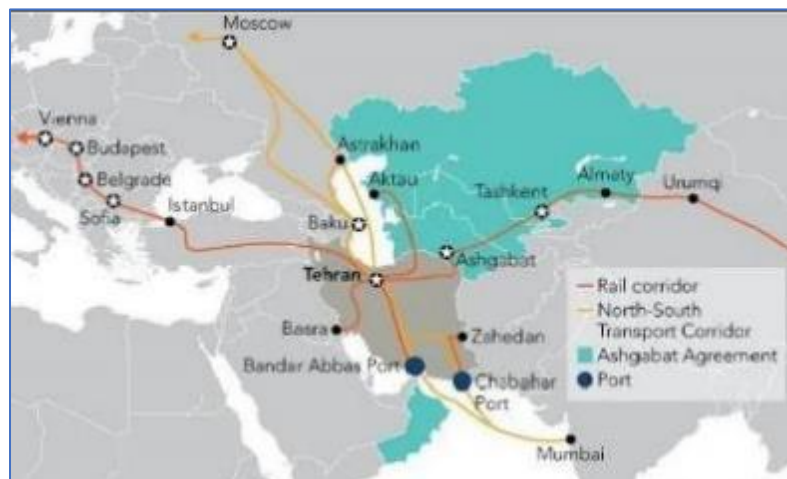 Moscow
Vienna
Budapest
Belgrade
Sofia
Istanbul
Astrakhan
Aktau
Baku
Tashkent
Almaty
Urumqi
Ashgabat
Tehran
Basra
Zahedan
Bandar Abbas Port
Chabahar
Port
Mumbai
Rail corridor
North-South
Transport Corridor
Ashgabat Agreement
Port